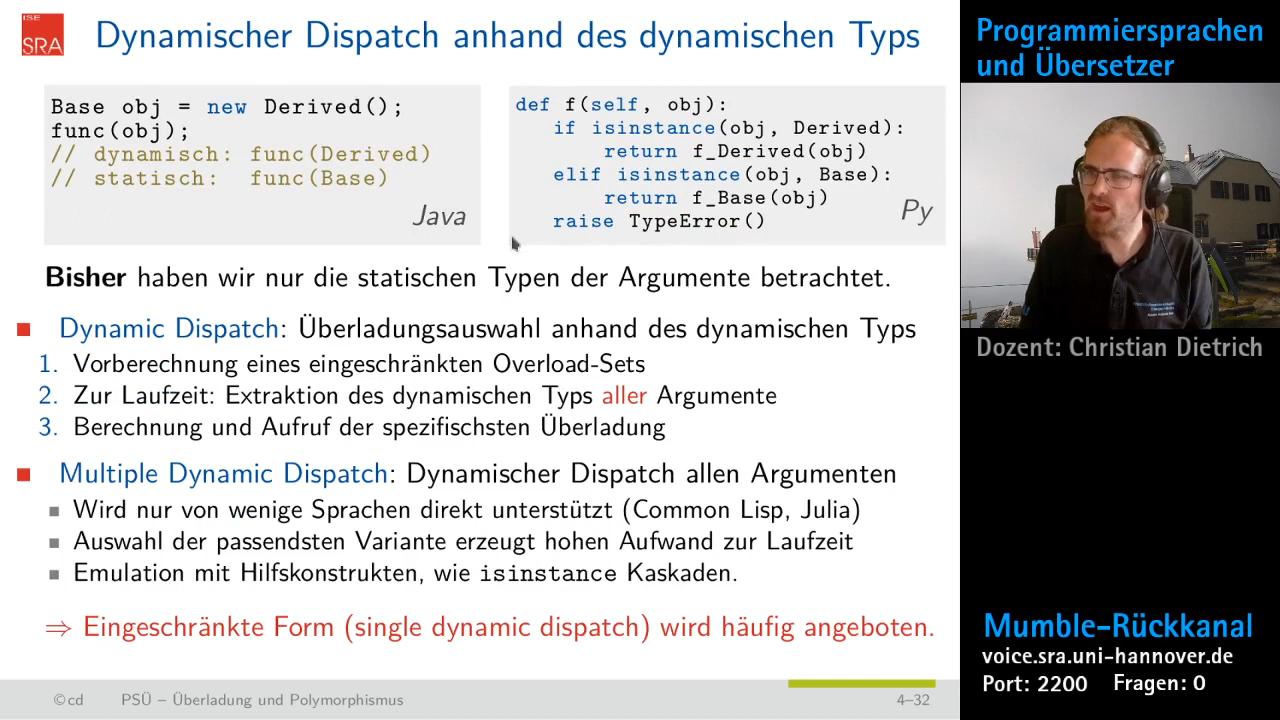 ISE
SRA
Dynamischer Dispatch anhand des dynamischen Typs
Base obj = new Derived();
func(obj);
// dynamisch: func(Derived)
// statisch:  func(Base)
Java
def f(self, obj):
if isinstance(obj, Derived):
return f_Derived(obj)
elif isinstance(obj, Base):
return f_Base(obj)
raise TypeError()
Py
Bisher haben wir nur die statischen Typen der Argumente betrachtet.
Dynamic Dispatch: Überladungsauswahl anhand des dynamischen Typs
1. Vorberechnung eines eingeschränkten Overload-Sets
2. Zur Laufzeit: Extraktion des dynamischen Typs aller Argumente
3. Berechnung und Aufruf der spezifischsten Überladung
Multiple Dynamic Dispatch: Dynamischer Dispatch allen Argumenten
Wird nur von wenige Sprachen direkt unterstützt (Common Lisp, Julia)
Auswahl der passendsten Variante erzeugt hohen Aufwand zur Laufzeit
Emulation mit Hilfskonstrukten, wie isinstance Kaskaden.
⇒ Eingeschränkte Form (single dynamic dispatch) wird häufig angeboten.
©cd PSÜ – Überladung und Polymorphismus 4–32
Programmiersprachen
und Übersetzer
Dozent: Christian Dietrich
Mumble-Rückkanal
voice.sra.uni-hannover.de
Port: 2200 Fragen: 0